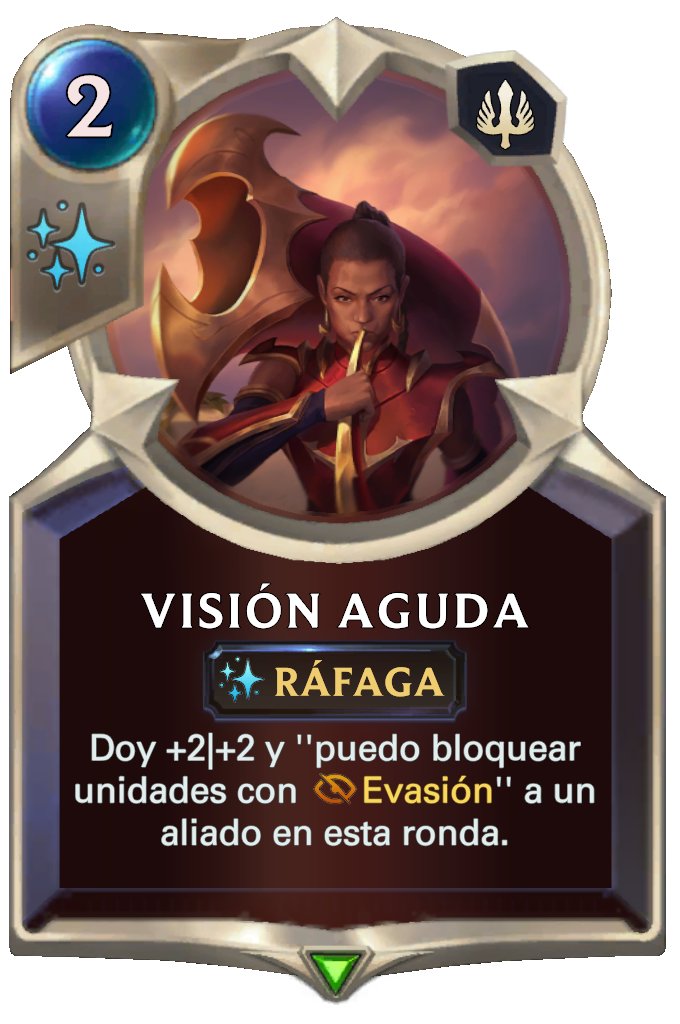 2
VISIÓN AGUDA
RÁFAGA
Doy +2|+2 y "puedo bloquear
unidades con Evasión" a un
aliado en esta ronda.